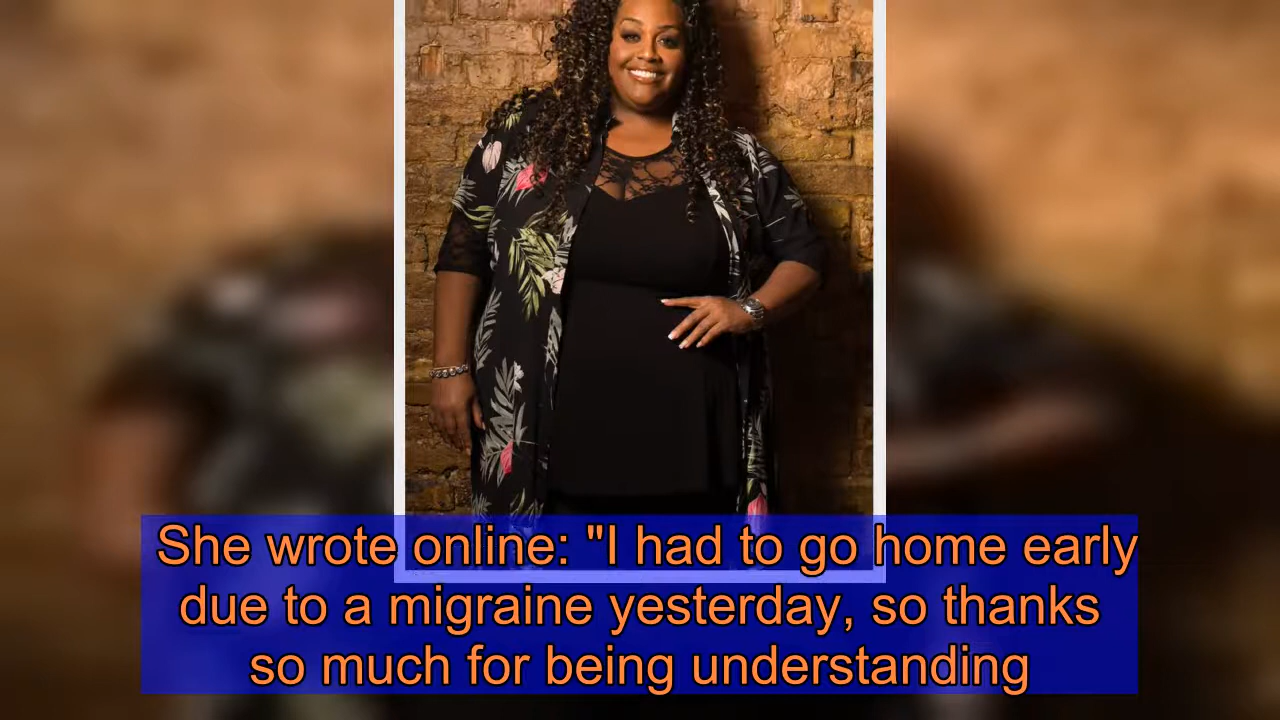 She wrote online: "I had to go home early
due to a migraine yesterday, so thanks
so much for being understanding